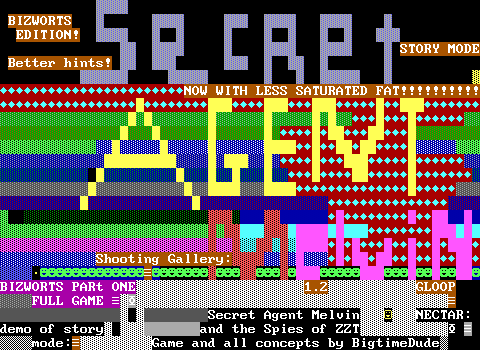 BIZWORTS
EDITION!
Better hints!
SecRet
STORY MODE
NOW WITH LESS SATURATED FAT!!!!!!!!!!!
AGENT
Shooting Gallery:
BIZWORTS PARt ONE
1.2
GLOOP
FULL GAME
Secret Agent Melvin
NECTAR:
demo of story
and the Spies of ZZT
mode:
Game and all concepts by BigtimeDude